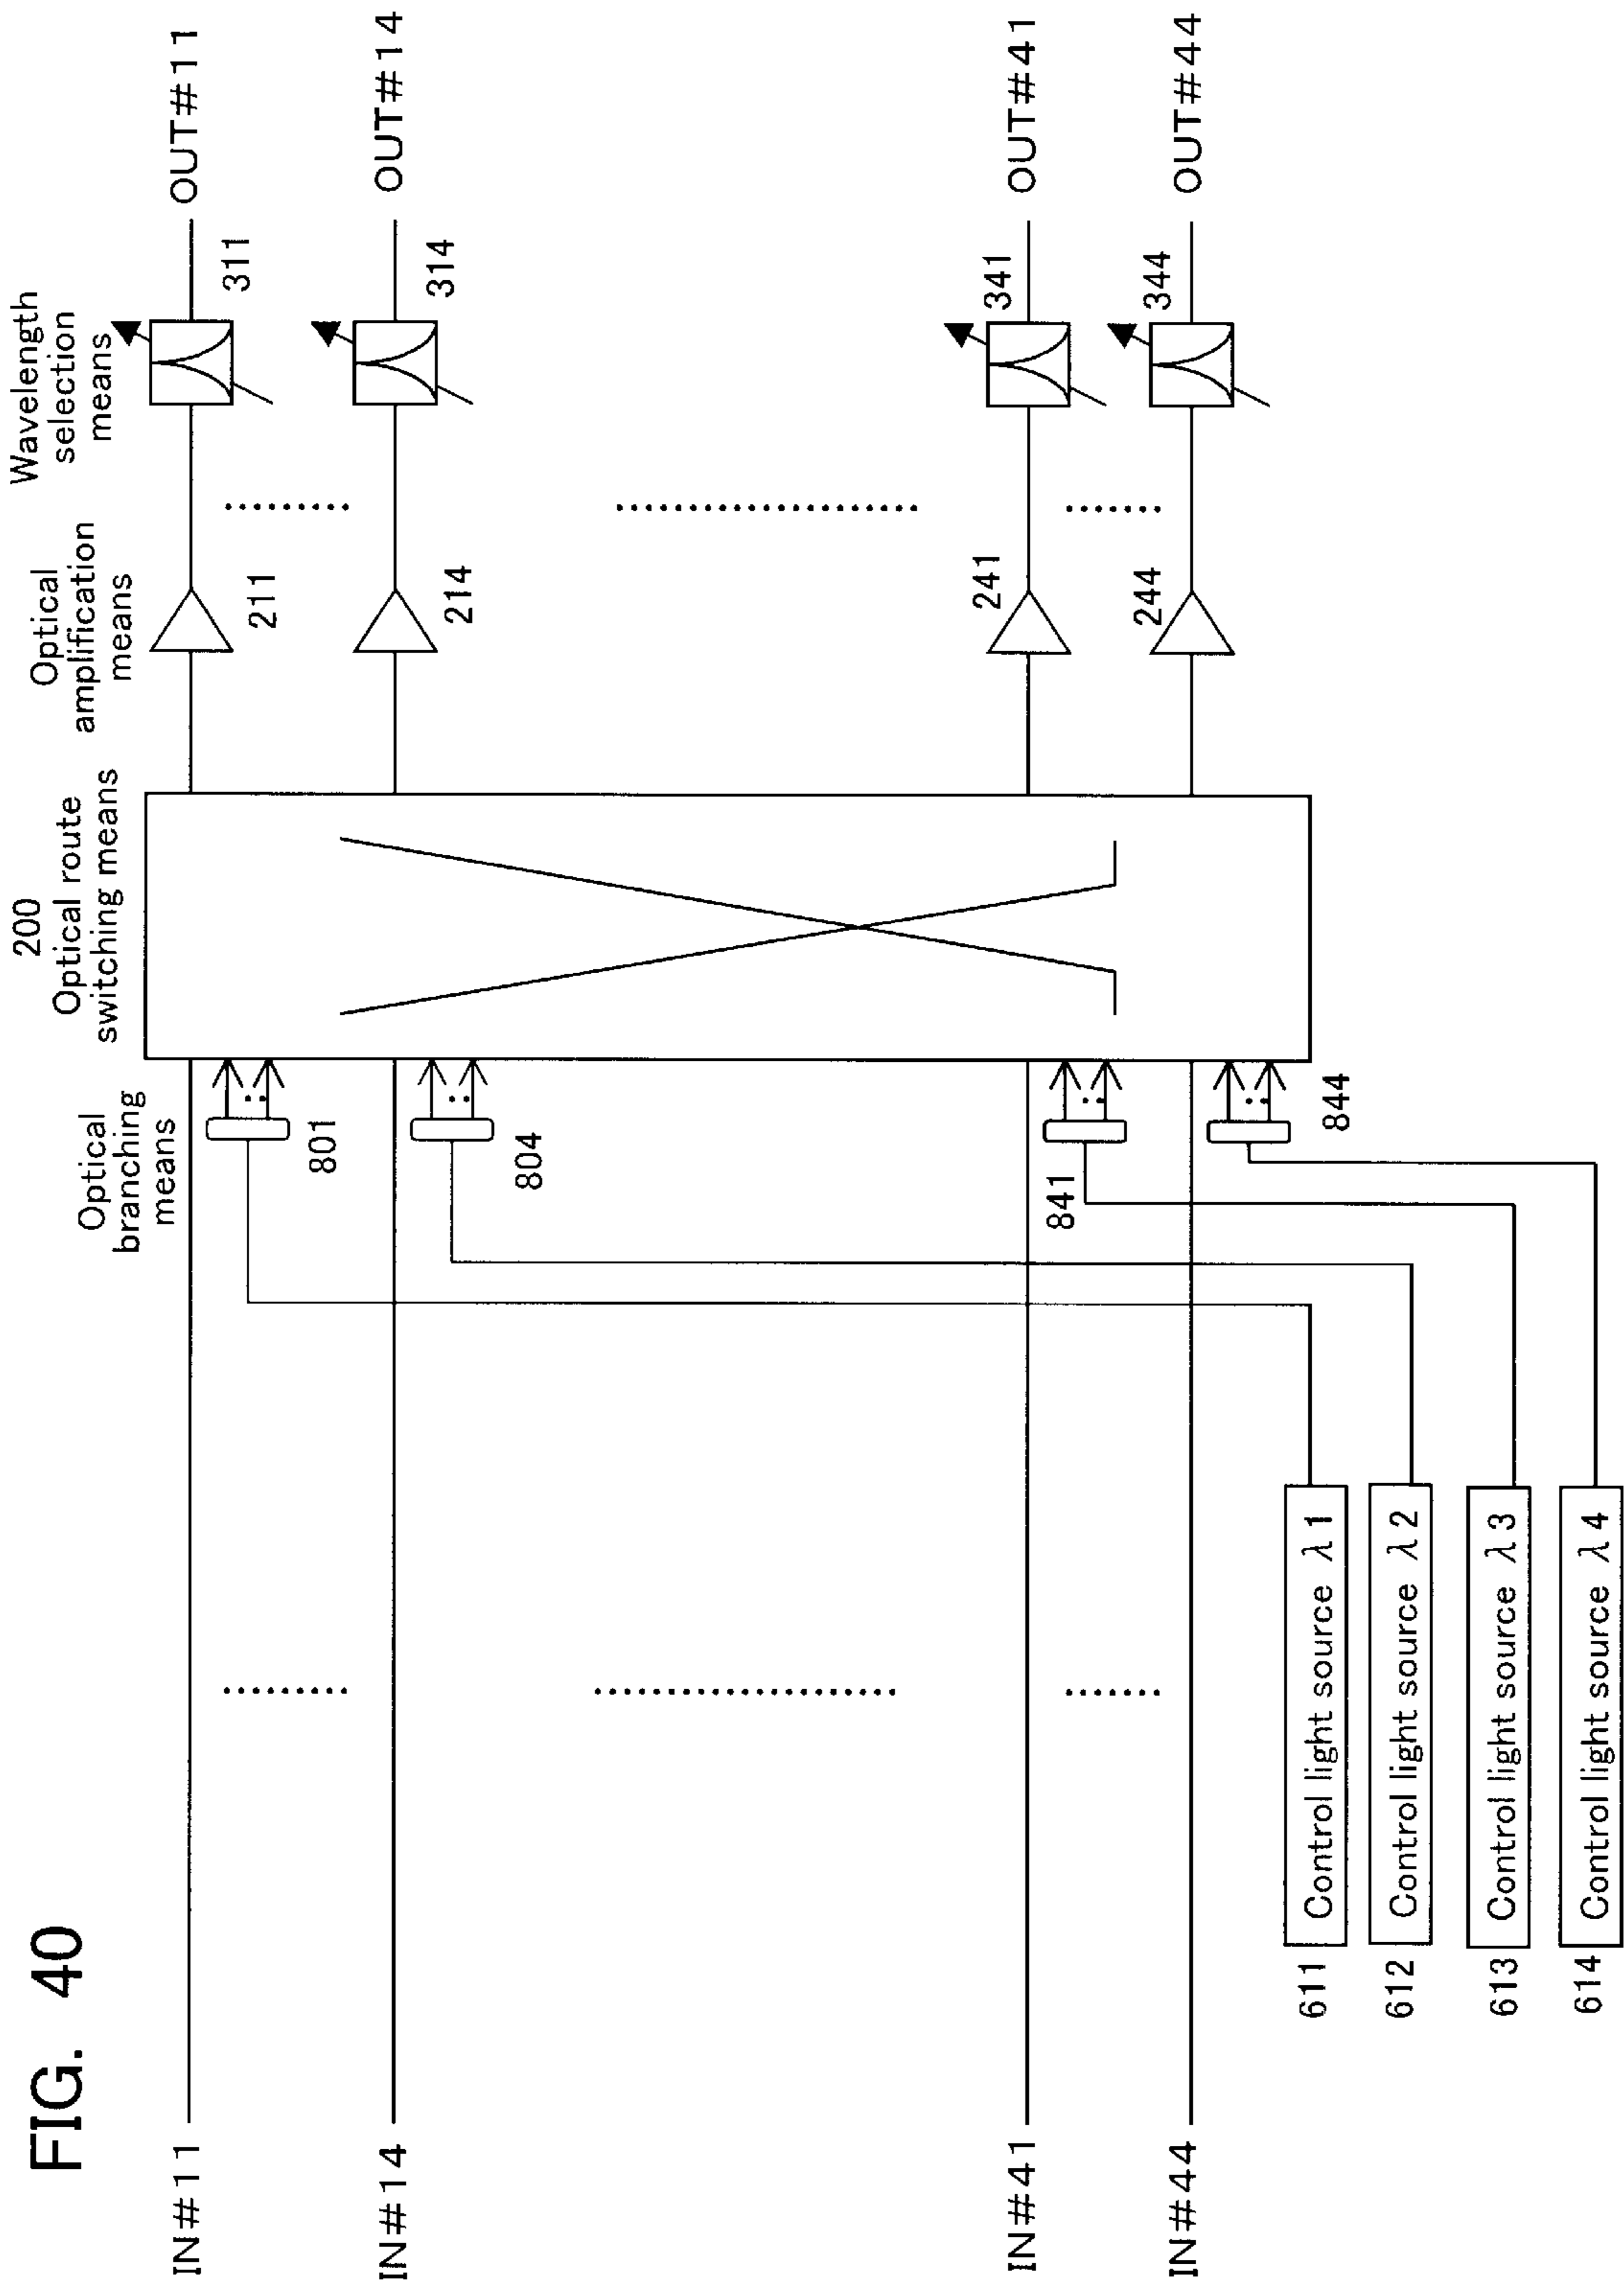 FIG. 40
200
Optical route
switching means
Optical
branching
means
Optical
amplification
means
Wavelength
selection
means
IN#11
801
211
311
OUT#11
IN#14
804
214
314
OUT#14
IN#41
841
241
341
OUT#41
IN#44
844
244
344
OUT#44
611
Control light source λ1
612
Control light source λ2
613
Control light source λ3
614
Control light source λ4